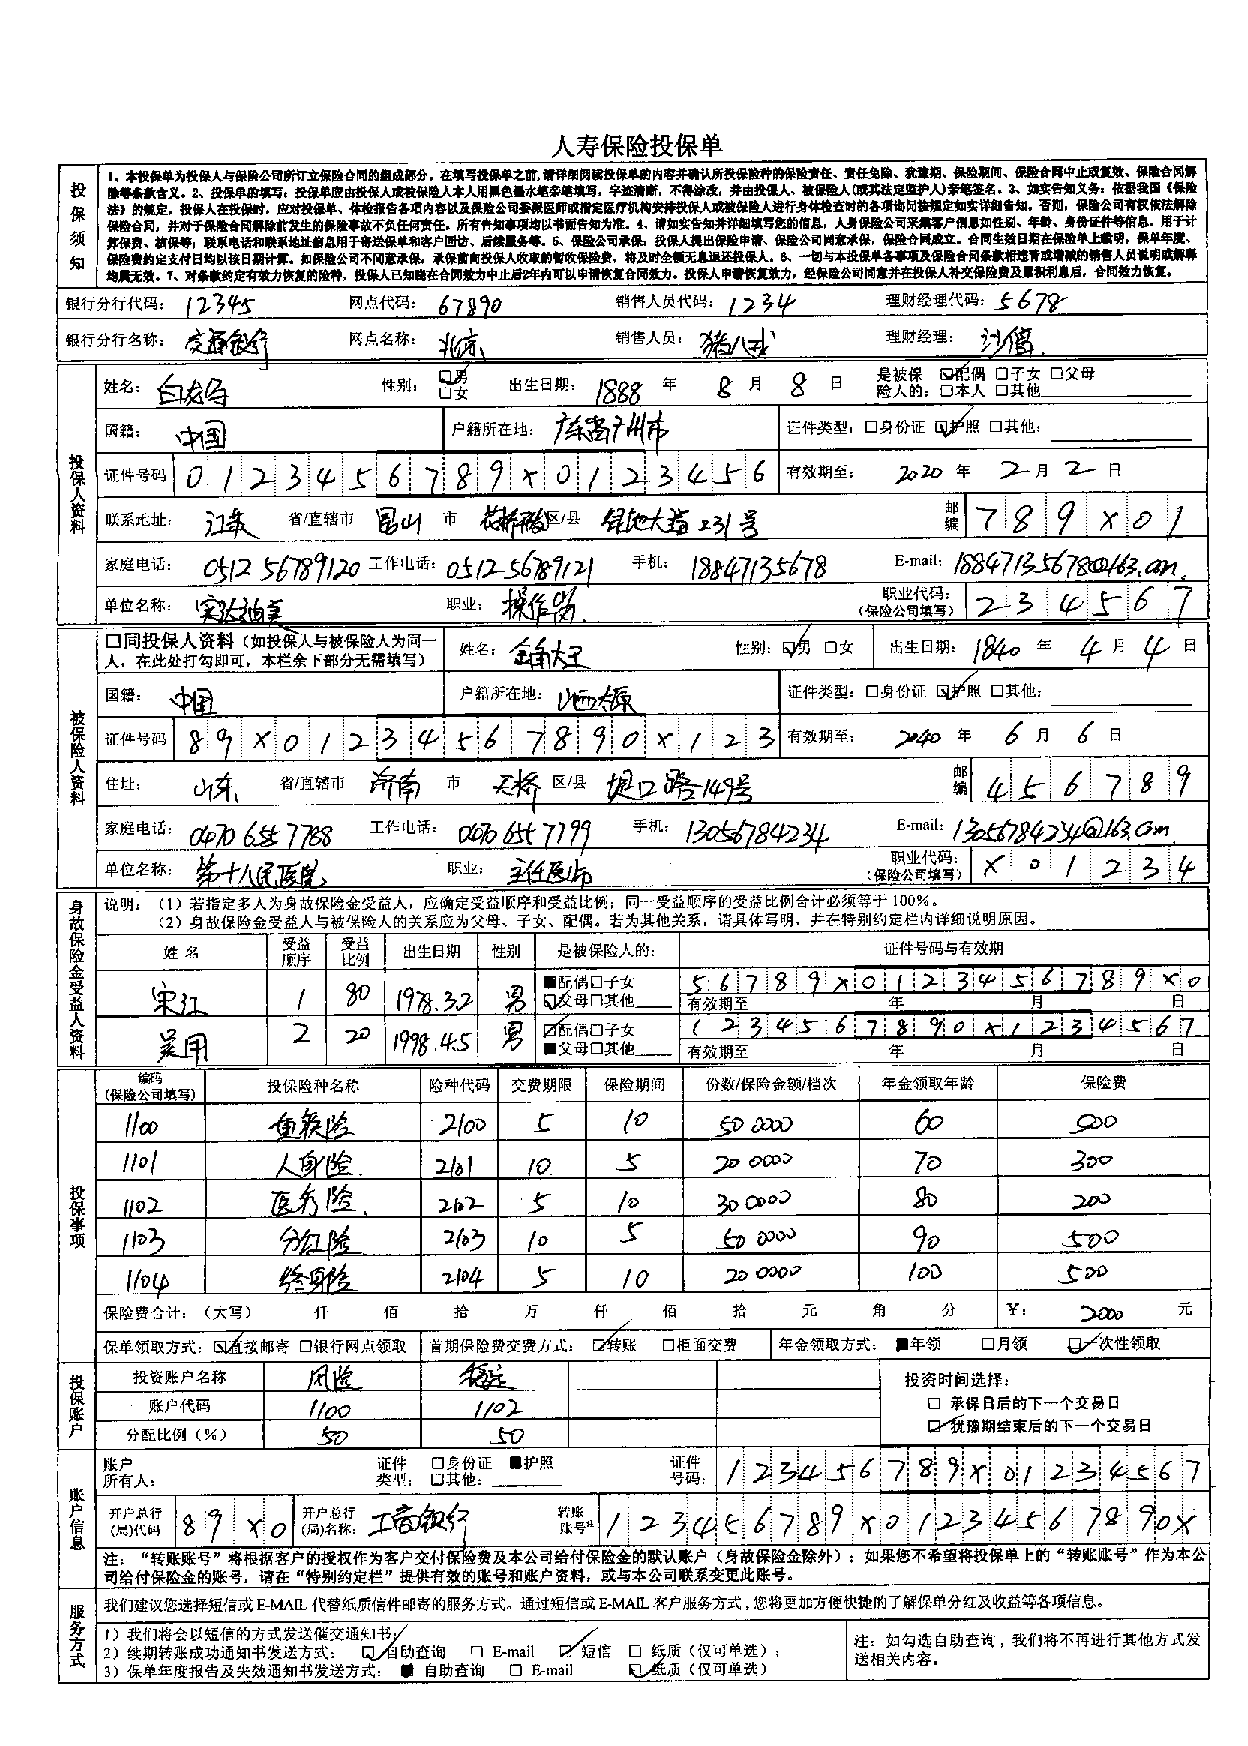 人寿保险投保单
投保须知
1、本投保单为投保人与保险公司所订立保险合同的组成部分，在填写投保单之前，请详细阅读投保单的内容并确认所投保险种的保险责任、责任免除、犹豫期、保险期间、保险合同中止或复效、保险合同解
除等条款含义。2、投保单的填写：投保单应由投保人或被保险人本人用黑色墨水笔亲笔填写，字迹清晰，不得涂改，并由投保人、被保险人（或其法定监护人）亲笔签名。3、如实告知义务：依据我国《保险
法》的规定，投保人在投保时，应对投保单、体检报告各项内容以及保险公司委派医师或指定医疗机构安排投保人或被保险人进行身体检查时的各项询问按规定如实详细告知。否则，保险公司有权依法解除
保险合同，并对于保险合同解除前发生的保险事故不负任何责任。所有告知事项均以书面告知为准。4、请如实告知并详细填写您的信息，人身保险公司采集客户信息如性别、年龄、身份证件等信息，用于计
算保费、核保等；联系电话和联系地址信息用于寄送保单和客户回访、后续服务等。5、保险公司承保：投保人提出保险申请、保险公司同意承保，保险合同成立。合同生效日期在保险单上载明，保单年度、
保险费约定支付日均以该日期计算。如保险公司不同意承保，承保前向投保人收取的暂收保险费，将及时全额无息退还投保人。6、一切与本投保单各事项及保险合同条款相违背或增减的销售人员说明或解释
均属无效。7、对条款约定有效力恢复的险种，投保人已知晓在合同效力中止后2年内可以申请恢复合同效力。投保人申请恢复效力，经保险公司同意并在投保人补交保险费及累积利息后，合同效力恢复。
银行分行代码：12345 网点代码：67890 销售人员代码：1234 理财经理代码：5678
银行分行名称：交通银行 网点名称：北京 销售人员：猪八戒 理财经理：沙僧
投保人资料
姓名：白龙马 性别：☑男 □女 出生日期：1888 年 8 月 8 日 是被保险人的：☑配偶 □子女 □父母 □本人 □其他
国籍：中国 户籍所在地：广东省广州市 证件类型：□身份证 ☑护照 □其他：
证件号码 0123456789X0123456 有效期至：2020 年 2 月 2 日
联系地址：江苏 省/直辖市 昆山 市 花桥镇 区/县 绿地大道231号 邮编 789X01
家庭电话：0512 56789120 工作电话：0512 56789121 手机：18847135678 E-mail：18847135678@163.com
单位名称：实达迪美 职业：操作岗 职业代码：（保险公司填写） 234567
被保险人资料
□同投保人资料（如投保人与被保险人为同一人，在此处打勾即可，本栏余下部分无需填写） 姓名：金角大王 性别：☑男 □女 出生日期：1840 年 4 月 4 日
国籍：中国 户籍所在地：山西太原 证件类型：□身份证 ☑护照 □其他：
证件号码 89X01234567890X123 有效期至：2040 年 6 月 6 日
住址：山东 省/直辖市 济南 市 天桥 区/县 堤口路149号 邮编 456789
家庭电话：0470 6557788 工作电话：0470 6557799 手机：13056784234 E-mail：13056784234@163.com
单位名称：第十人民医院 职业：主任医师 职业代码：（保险公司填写） X01234
身故保险金受益人资料
说明：（1）若指定多人为身故保险金受益人，应确定受益顺序和受益比例；同一受益顺序的受益比例合计必须等于100%。
（2）身故保险金受益人与被保险人的关系应为父母、子女、配偶。若为其他关系，请具体写明，并在特别约定栏内详细说明原因。
姓名 受益顺序 受益比例 出生日期 性别 是被保险人的： 证件号码与有效期
宋江 1 80 1978.3.2 男 ■配偶□子女 ☑父母□其他 56789X0123456789X0 有效期至 年 月 日
吴用 2 20 1998.4.5 男 ☑配偶□子女 ■父母□其他 1234567890X1234567 有效期至 年 月 日
投保事项
编码（保险公司填写） 投保险种名称 险种代码 交费期限 保险期间 份数/保险金额/档次 年金领取年龄 保险费
1100 重疾险 2100 5 10 500000 60 500
1101 人身险 2101 10 5 200000 70 300
1102 医疗险 2102 5 10 300000 80 200
1103 分红险 2103 10 5 500000 90 500
1104 终身险 2104 5 10 200000 100 500
保险费合计：（大写） 仟 佰 拾 万 仟 佰 拾 元 角 分 ￥：2000 元
保单领取方式：☑直接邮寄 □银行网点领取 首期保险费交费方式：☑转账 □柜面交费 年金领取方式：■年领 □月领 ☑一次性领取
投保账户
投资账户名称 风险 稳定 投资时间选择：
账户代码 1100 1102 □ 承保日后的下一个交易日
分配比例（%） 50 50 ☑ 犹豫期结束后的下一个交易日
账户信息
账户所有人： 证件类型：□身份证 ■护照 □其他： 证件号码：123456789X01234567
开户总行（局）代码 89X0 开户总行（局）名称：工商银行 转账账号：123456789X01234567890X
注：“转账账号”将根据客户的授权作为客户交付保险费及本公司给付保险金的默认账户（身故保险金除外）；如果您不希望将投保单上的“转账账号”作为本公
司给付保险金的账号，请在“特别约定栏”提供有效的账号和账户资料，或与本公司联系变更此账号。
服务方式
我们建议您选择短信或E-MAIL代替纸质信件邮寄的服务方式。通过短信或E-MAIL客户服务方式，您将更加方便快捷的了解保单分红及收益等各项信息。
1）我们将会以短信的方式发送催交通知书；
2）续期转账成功通知书发送方式：☑ 自助查询 □ E-mail ☑ 短信 □ 纸质（仅可单选）；
3）保单年度报告及失效通知书发送方式：■ 自助查询 □ E-mail ☑ 纸质（仅可单选）
注：如勾选自助查询，我们将不再进行其他方式发
送相关内容。